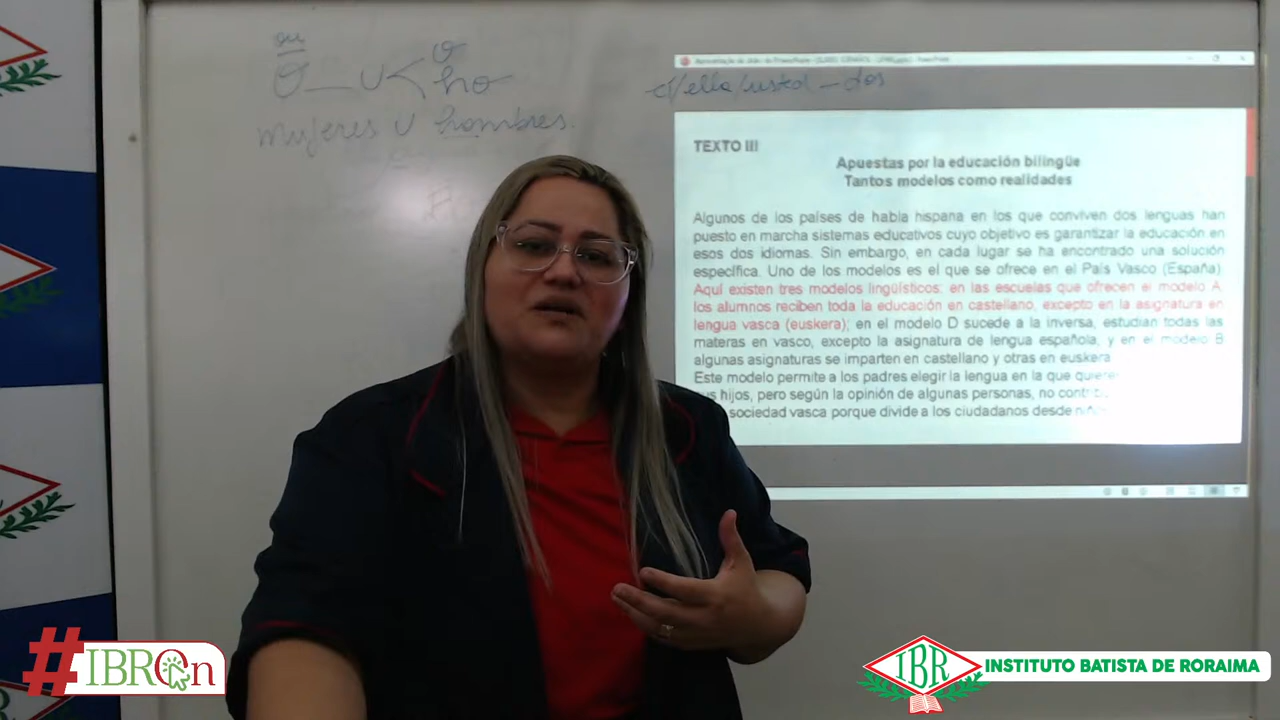 ou
O__U< o
ho
mujeres U hombres.
él/ella/usted - dos
TEXTO III
Apuestas por la educación bilingüe
Tantos modelos como realidades
Algunos de los países de habla hispana en los que conviven dos lenguas han
puesto en marcha sistemas educativos cuyo objetivo es garantizar la educación en
esos dos idiomas. Sin embargo, en cada lugar se ha encontrado una solución
específica. Uno de los modelos es el que se ofrece en el País Vasco (España)
Aquí existen tres modelos lingüísticos: en las escuelas que ofrecen el modelo A,
los alumnos reciben toda la educación en castellano, excepto en la asignatura en
lengua vasca (euskera); en el modelo D sucede a la inversa, estudian todas las
materas en vasco, excepto la asignatura de lengua española, y en el modelo B
algunas asignaturas se imparten en castellano y otras en euskera
Este modelo permite a los padres elegir la lengua en la que
hijos, pero según la opinión de algunas personas, no
sociedad vasca porque divide a los ciudadanos desde
#IBROn
IBR
INSTITUTO BATISTA DE RORAIMA